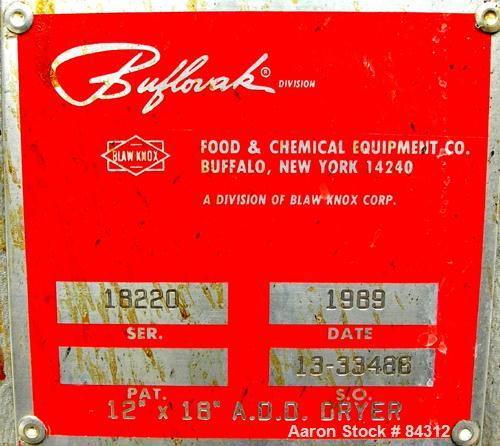 Buflovak® DIVISION
BLAW KNOX
FOOD & CHEMICAL EQUIPMENT CO.
BUFFALO, NEW YORK 14240
A DIVISION OF BLAW KNOX CORP.
16220 1989
SER. DATE
13-33486
PAT. S.O.
12" x 18" A.D.D. DRYER
Aaron Stock # 84312